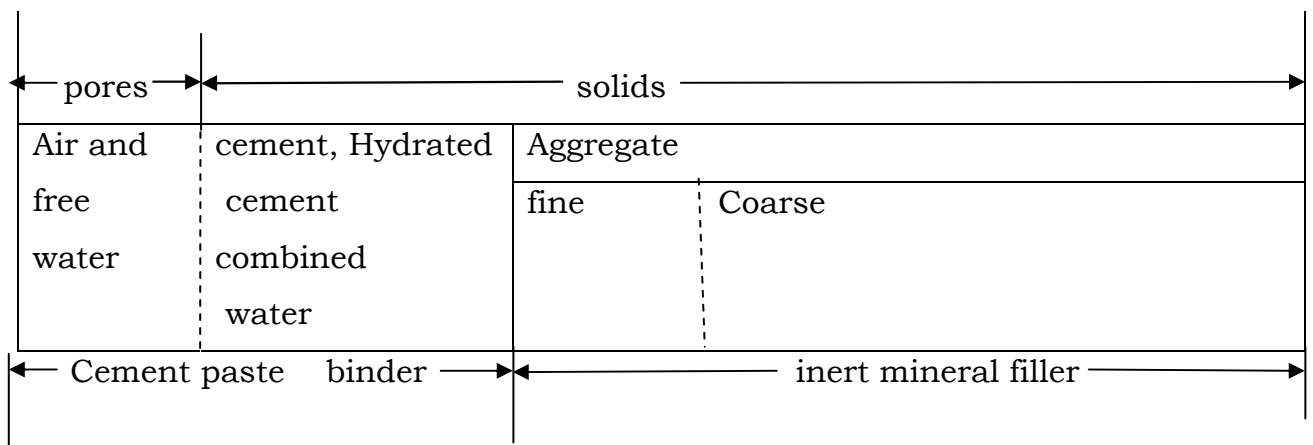 pores solids
Air and
free
water
cement, Hydrated
cement
combined
water
Aggregate
fine
Coarse
Cement paste binder inert mineral filler